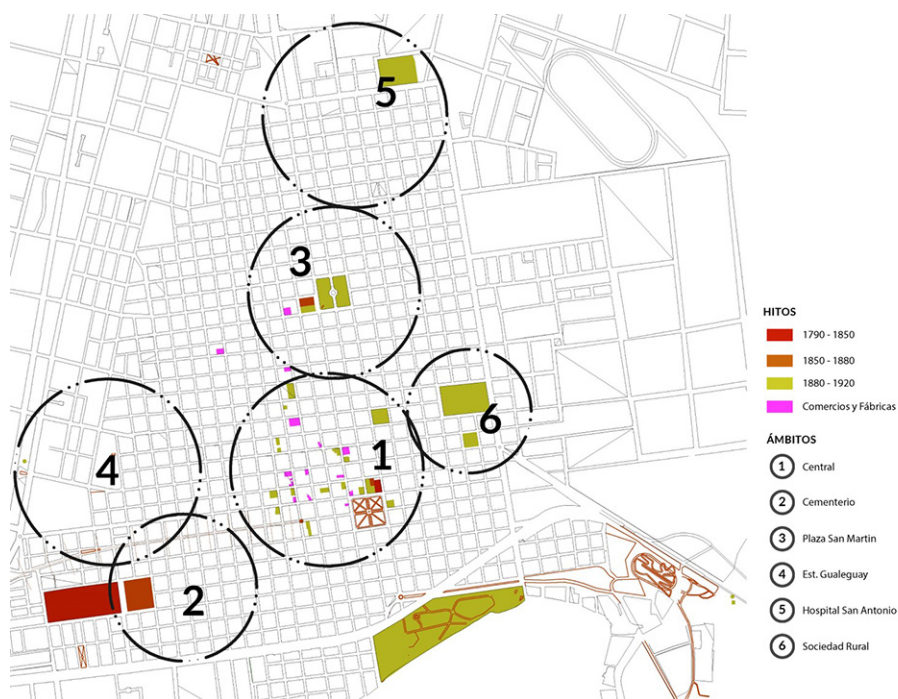 5
3
6
1
4
2
HITOS
1790 - 1850
1850 - 1880
1880 - 1920
Comercios y Fábricas
ÁMBITOS
1 Central
2 Cementerio
3 Plaza San Martin
4 Est. Gualeguay
5 Hospital San Antonio
6 Sociedad Rural